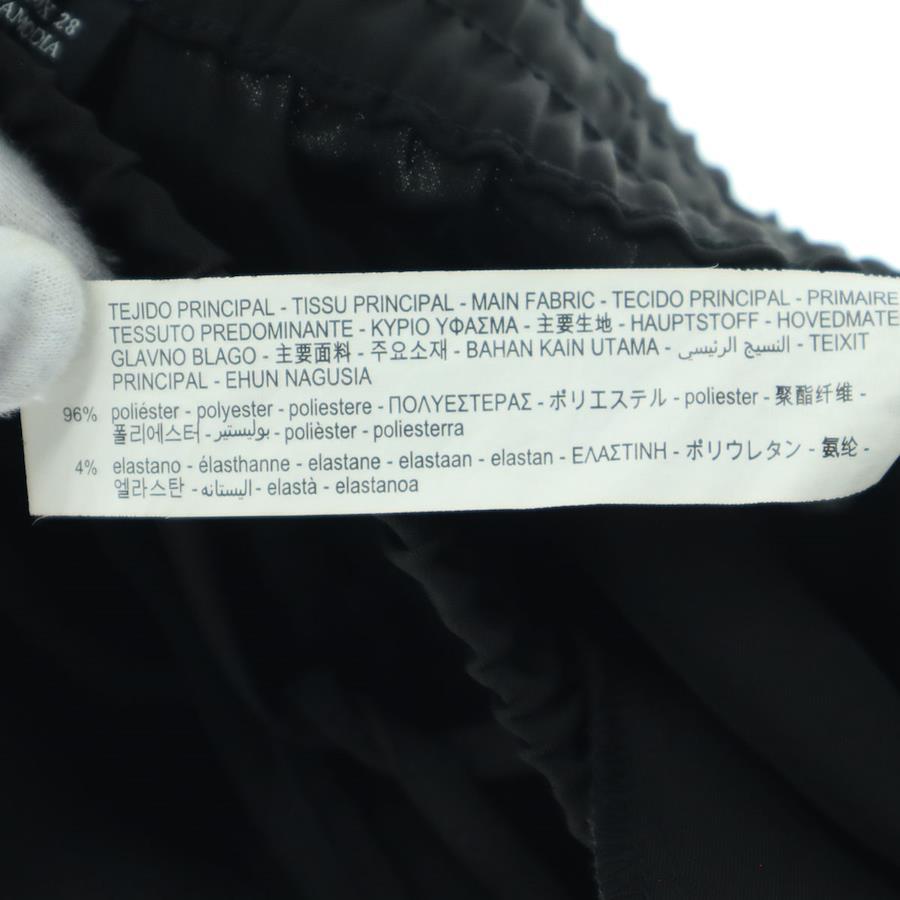 28
TEJIDO PRINCIPAL - TISSU PRINCIPAL - MAIN FABRIC - TECIDO PRINCIPAL - PRIMAIRE
TESSUTO PREDOMINANTE - ΚΥΡΙΟ ΥΦΑΣΜΑ - 主要生地 - HAUPTSTOFF - HOVEDMATE
GLAVNO BLAGO - 主要面料 - 주요소재 - BAHAN KAIN UTAMA - النسيج الرئيسي - TEIXIT
PRINCIPAL - EHUN NAGUSIA
96% poliéster - polyester - poliestere - ΠΟΛΥΕΣΤΕΡΑΣ - ポリエステル - poliester - 聚酯纤维 -
폴리에스터 - بوليستير - polièster - poliesterra
4% elastano - élasthanne - elastane - elastaan - elastan - ΕΛΑΣΤΙΝΗ - ポリウレタン - 氨纶 -
엘라스탄 - اليستانه - elastà - elastanoa